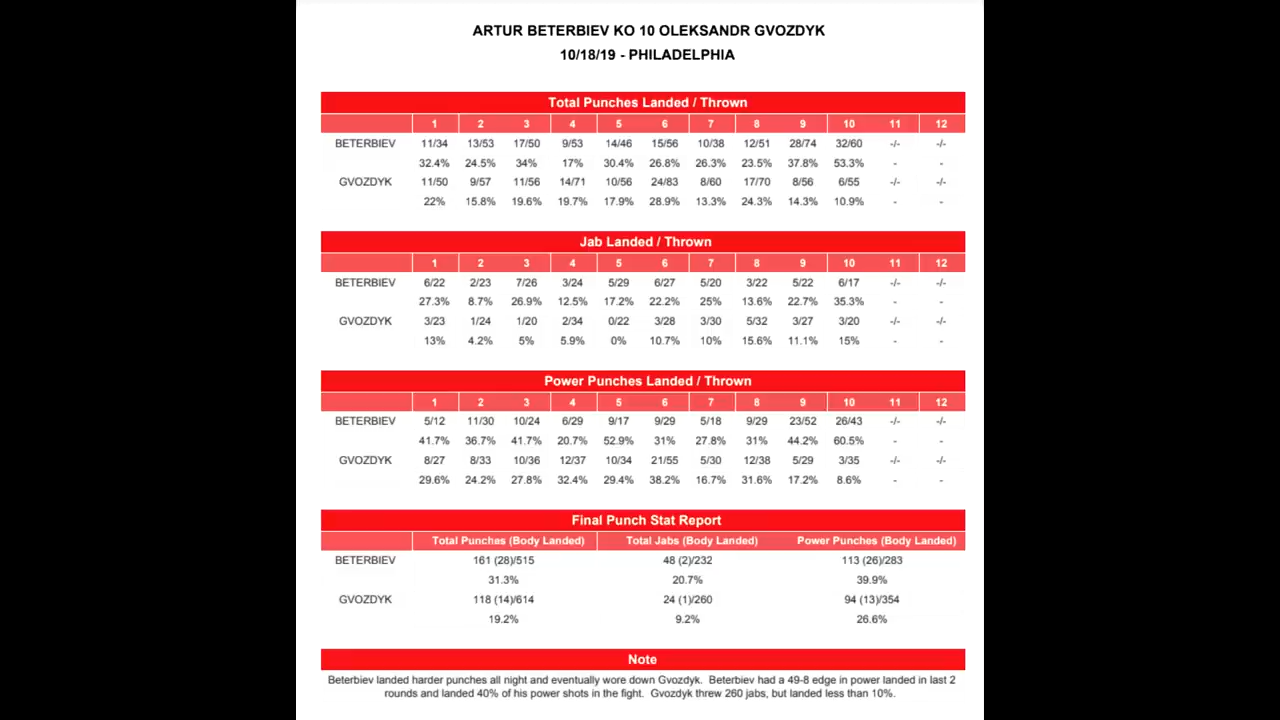 ARTUR BETERBIEV KO 10 OLEKSANDR GVOZDYK
10/18/19 - PHILADELPHIA
Total Punches Landed / Thrown
1 2 3 4 5 6 7 8 9 10 11 12
BETERBIEV 11/34 13/53 17/50 9/53 14/46 15/56 10/38 12/51 28/74 32/60 -/- -/-
32.4% 24.5% 34% 17% 30.4% 26.8% 26.3% 23.5% 37.8% 53.3% - -
GVOZDYK 11/50 9/57 11/56 14/71 10/56 24/83 8/60 17/70 8/56 6/55 -/- -/-
22% 15.8% 19.6% 19.7% 17.9% 28.9% 13.3% 24.3% 14.3% 10.9% - -
Jab Landed / Thrown
1 2 3 4 5 6 7 8 9 10 11 12
BETERBIEV 6/22 2/23 7/26 3/24 5/29 6/27 5/20 3/22 5/22 6/17 -/- -/-
27.3% 8.7% 26.9% 12.5% 17.2% 22.2% 25% 13.6% 22.7% 35.3% - -
GVOZDYK 3/23 1/24 1/20 2/34 0/22 3/28 3/30 5/32 3/27 3/20 -/- -/-
13% 4.2% 5% 5.9% 0% 10.7% 10% 15.6% 11.1% 15% - -
Power Punches Landed / Thrown
1 2 3 4 5 6 7 8 9 10 11 12
BETERBIEV 5/12 11/30 10/24 6/29 9/17 9/29 5/18 9/29 23/52 26/43 -/- -/-
41.7% 36.7% 41.7% 20.7% 52.9% 31% 27.8% 31% 44.2% 60.5% - -
GVOZDYK 8/27 8/33 10/36 12/37 10/34 21/55 5/30 12/38 5/29 3/35 -/- -/-
29.6% 24.2% 27.8% 32.4% 29.4% 38.2% 16.7% 31.6% 17.2% 8.6% - -
Final Punch Stat Report
Total Punches (Body Landed) Total Jabs (Body Landed) Power Punches (Body Landed)
BETERBIEV 161 (28)/515 48 (2)/232 113 (26)/283
31.3% 20.7% 39.9%
GVOZDYK 118 (14)/614 24 (1)/260 94 (13)/354
19.2% 9.2% 26.6%
Note
Beterbiev landed harder punches all night and eventually wore down Gvozdyk. Beterbiev had a 49-8 edge in power landed in last 2
rounds and landed 40% of his power shots in the fight. Gvozdyk threw 260 jabs, but landed less than 10%.